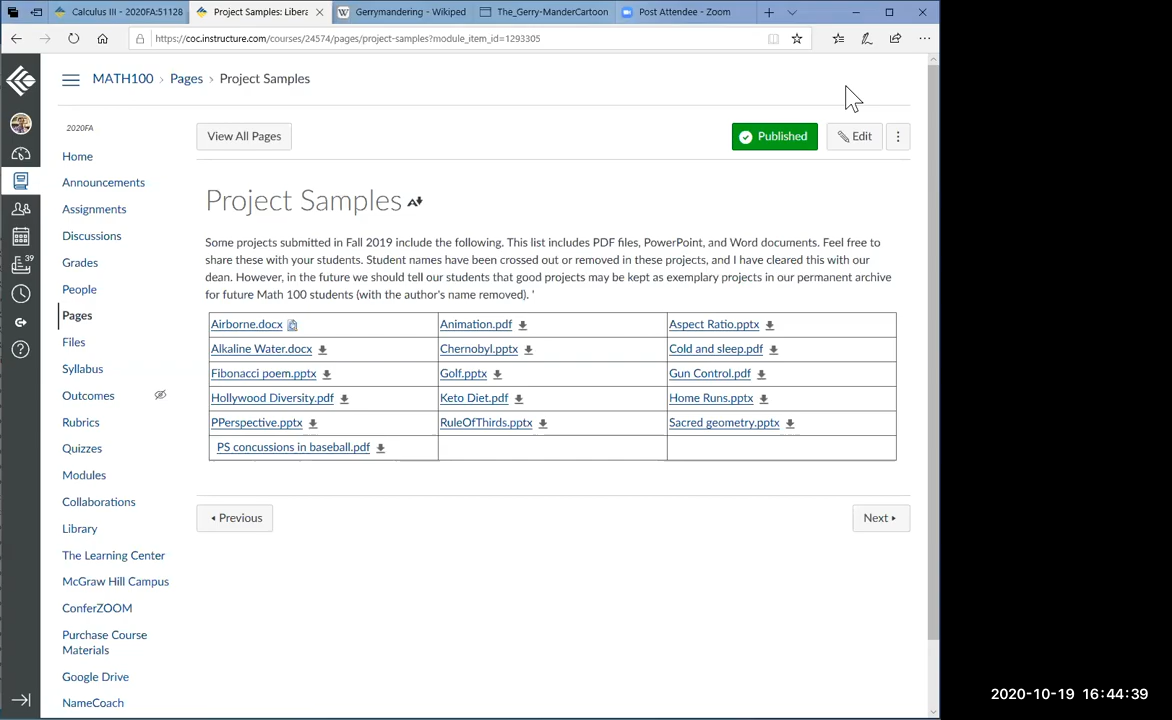 Calculus III - 2020FA:51128
Project Samples: Libera
Gerrymandering - Wikiped
The_Gerry-ManderCartoon
Post Attendee - Zoom
https://coc.instructure.com/courses/24574/pages/project-samples?module_item_id=1293305
MATH100 › Pages › Project Samples
39
2020FA
Home
Announcements
Assignments
Discussions
Grades
People
Pages
Files
Syllabus
Outcomes
Rubrics
Quizzes
Modules
Collaborations
Library
The Learning Center
McGraw Hill Campus
ConferZOOM
Purchase Course
Materials
Google Drive
NameCoach
View All Pages
Published
Edit
Project Samples
Some projects submitted in Fall 2019 include the following. This list includes PDF files, PowerPoint, and Word documents. Feel free to
share these with your students. Student names have been crossed out or removed in these projects, and I have cleared this with our
dean. However, in the future we should tell our students that good projects may be kept as exemplary projects in our permanent archive
for future Math 100 students (with the author's name removed). '
Airborne.docx Animation.pdf Aspect Ratio.pptx
Alkaline Water.docx Chernobyl.pptx Cold and sleep.pdf
Fibonacci poem.pptx Golf.pptx Gun Control.pdf
Hollywood Diversity.pdf Keto Diet.pdf Home Runs.pptx
PPerspective.pptx RuleOfThirds.pptx Sacred geometry.pptx
PS concussions in baseball.pdf
Previous
Next
2020-10-19 16:44:39